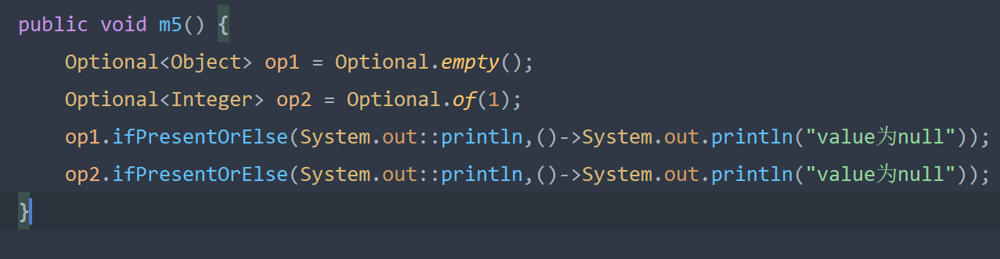 public void m5() {
    Optional<Object> op1 = Optional.empty();
    Optional<Integer> op2 = Optional.of(1);
    op1.ifPresentOrElse(System.out::println,()->System.out.println("value为null"));
    op2.ifPresentOrElse(System.out::println,()->System.out.println("value为null"));
}